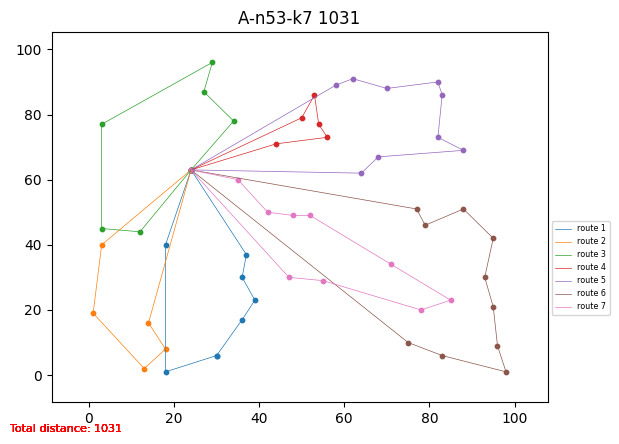 A-n53-k7 1031
100
80
60
40
20
0
0 20 40 60 80 100
route 1
route 2
route 3
route 4
route 5
route 6
route 7
Total distance: 1031